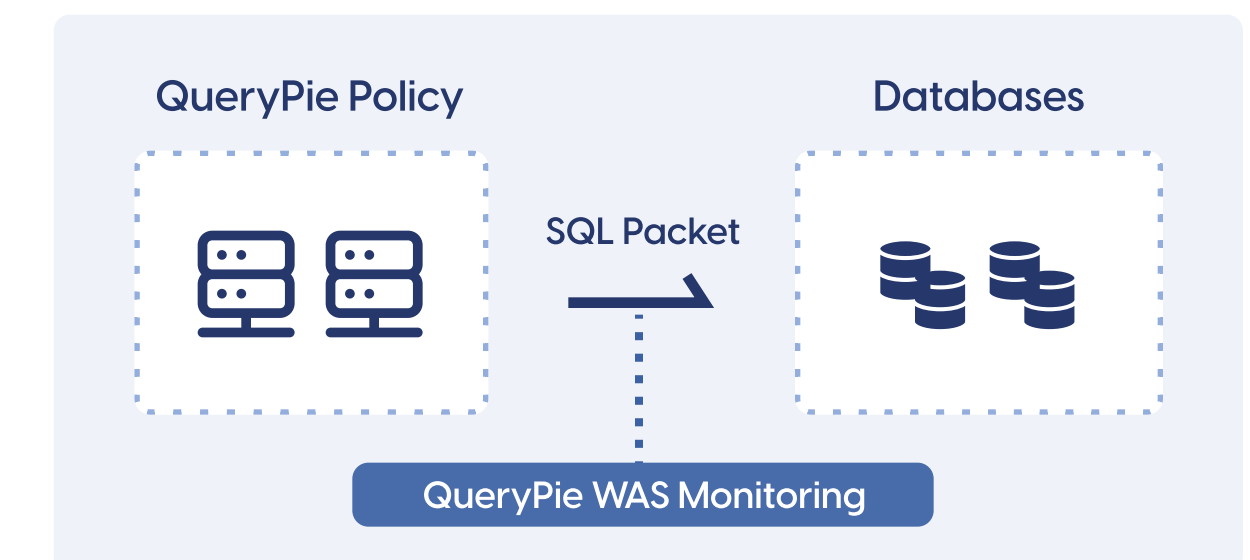 QueryPie Policy
Databases
SQL Packet
QueryPie WAS Monitoring